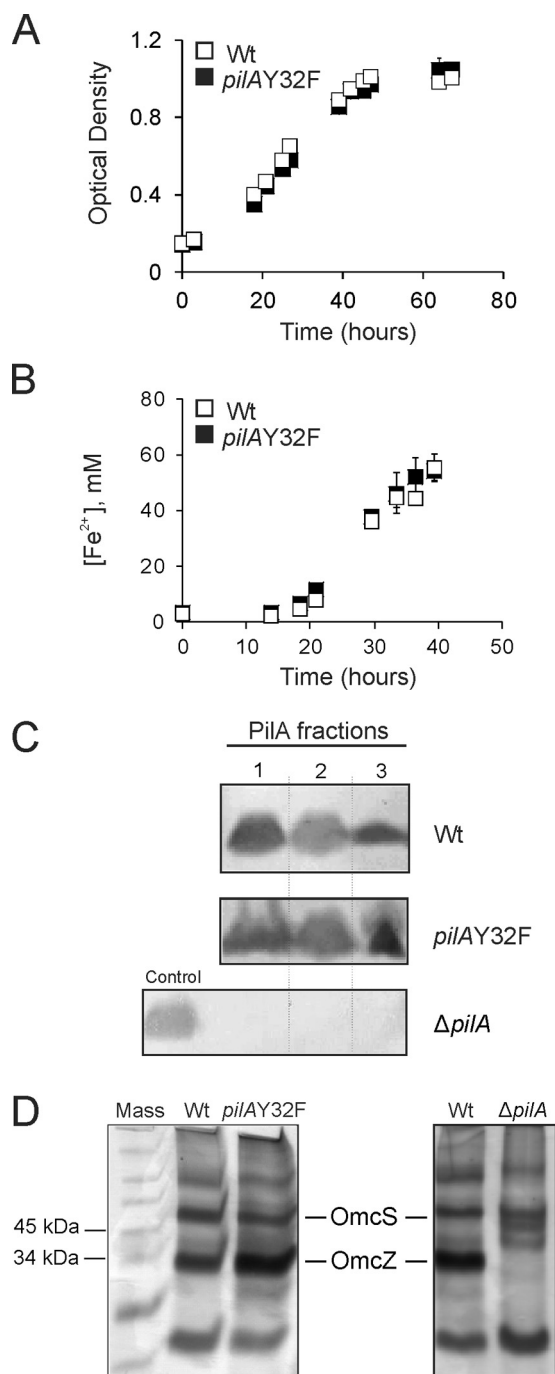 A
Wt
pilAY32F
1.2
0.8
0.4
0
Optical Density
0 20 40 60 80
Time (hours)
B
Wt
pilAY32F
80
60
40
20
0
[Fe²⁺], mM
0 10 20 30 40 50
Time (hours)
C
PilA fractions
1 2 3
Wt
pilAY32F
Control
ΔpilA
D
Mass Wt pilAY32F Wt ΔpilA
OmcS
45 kDa
34 kDa
OmcZ